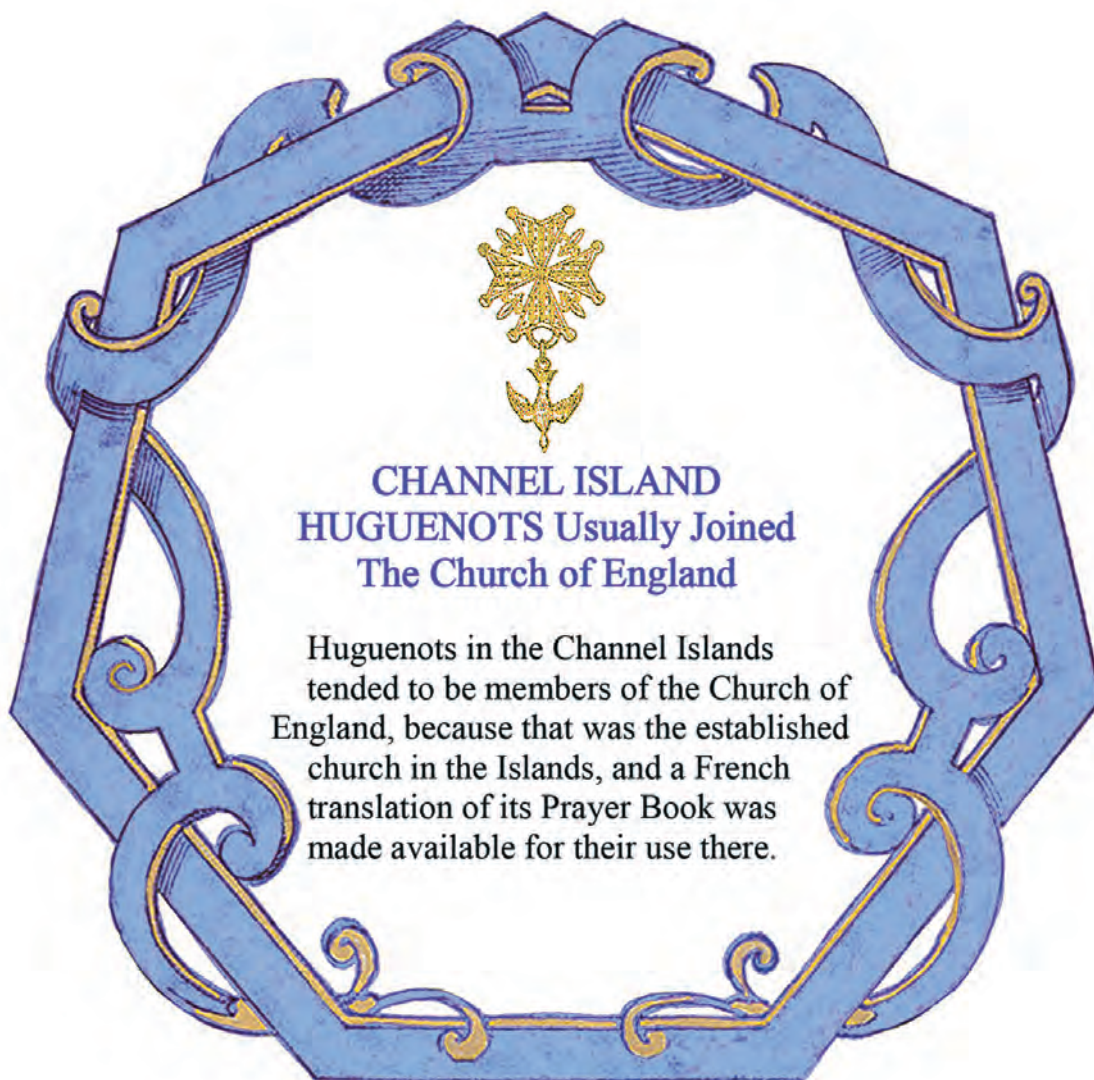 CHANNEL ISLAND
HUGUENOTS Usually Joined
The Church of England
Huguenots in the Channel Islands
tended to be members of the Church of
England, because that was the established
church in the Islands, and a French
translation of its Prayer Book was
made available for their use there.